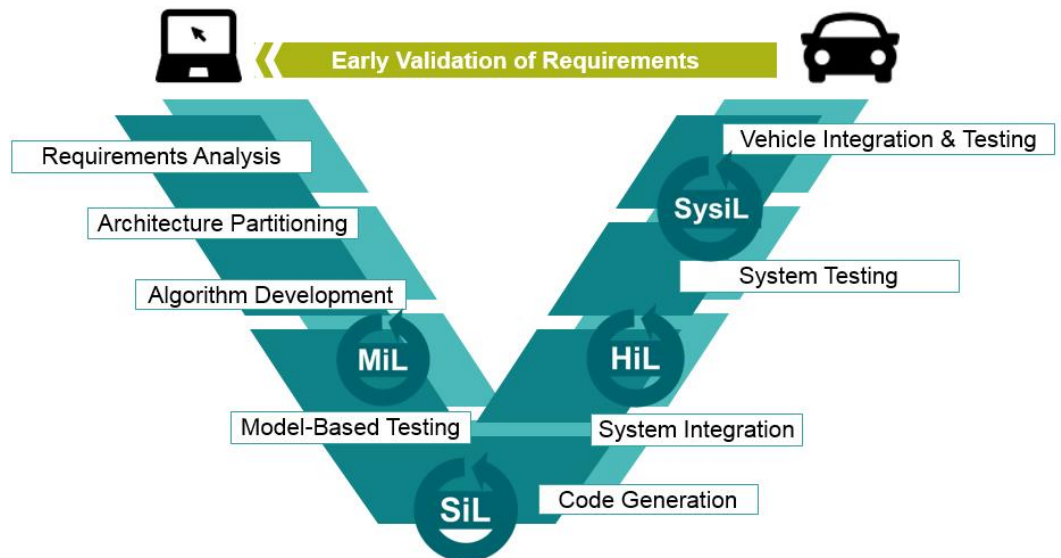 Early Validation of Requirements
Requirements Analysis
Vehicle Integration & Testing
SysiL
Architecture Partitioning
System Testing
Algorithm Development
MiL
HiL
Model-Based Testing
System Integration
SiL
Code Generation